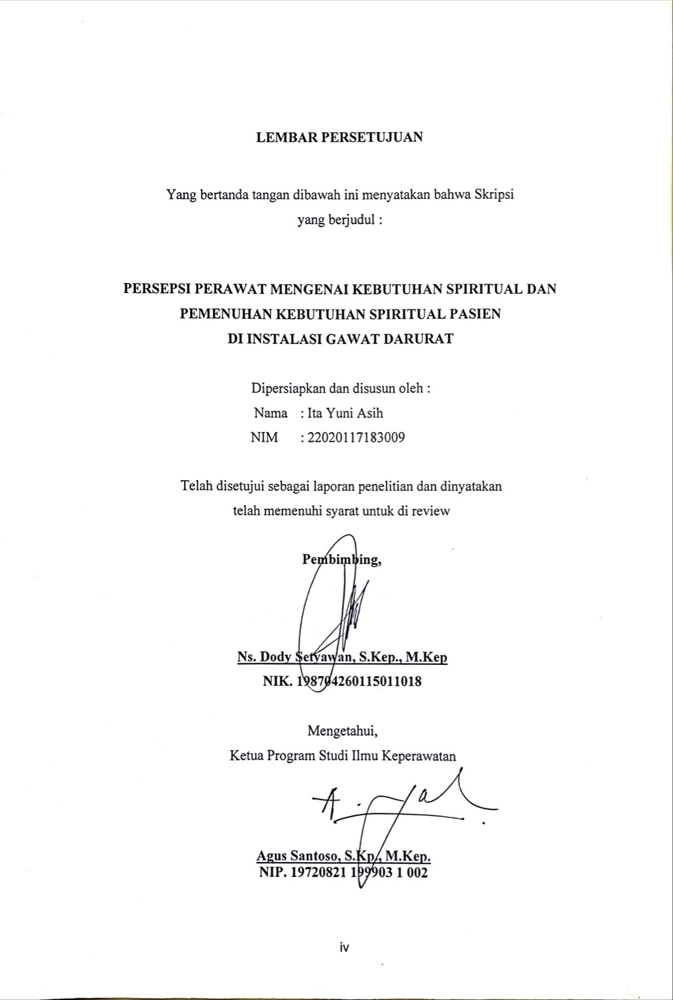 LEMBAR PERSETUJUAN
Yang bertanda tangan dibawah ini menyatakan bahwa Skripsi
yang berjudul :
PERSEPSI PERAWAT MENGENAI KEBUTUHAN SPIRITUAL DAN
PEMENUHAN KEBUTUHAN SPIRITUAL PASIEN
DI INSTALASI GAWAT DARURAT
Dipersiapkan dan disusun oleh :
Nama : Ita Yuni Asih
NIM : 22020117183009
Telah disetujui sebagai laporan penelitian dan dinyatakan
telah memenuhi syarat untuk di review
Pembimbing,
Ns. Dody Setyawan, S.Kep., M.Kep
NIK. 198704260115011018
Mengetahui,
Ketua Program Studi Ilmu Keperawatan
Agus Santoso, S.Kp., M.Kep.
NIP. 19720821 199903 1 002
iv